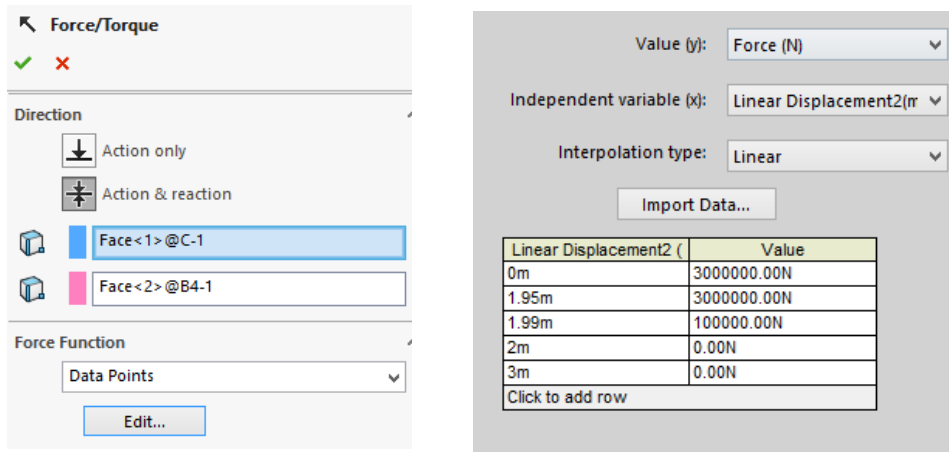 Force/Torque
Direction
Action only
Action & reaction
Face<1>@C-1
Face<2>@B4-1
Force Function
Data Points
Edit...
Value (y): Force (N)
Independent variable (x): Linear Displacement2(m
Interpolation type: Linear
Import Data...
Linear Displacement2 ( Value
0m 3000000.00N
1.95m 3000000.00N
1.99m 100000.00N
2m 0.00N
3m 0.00N
Click to add row